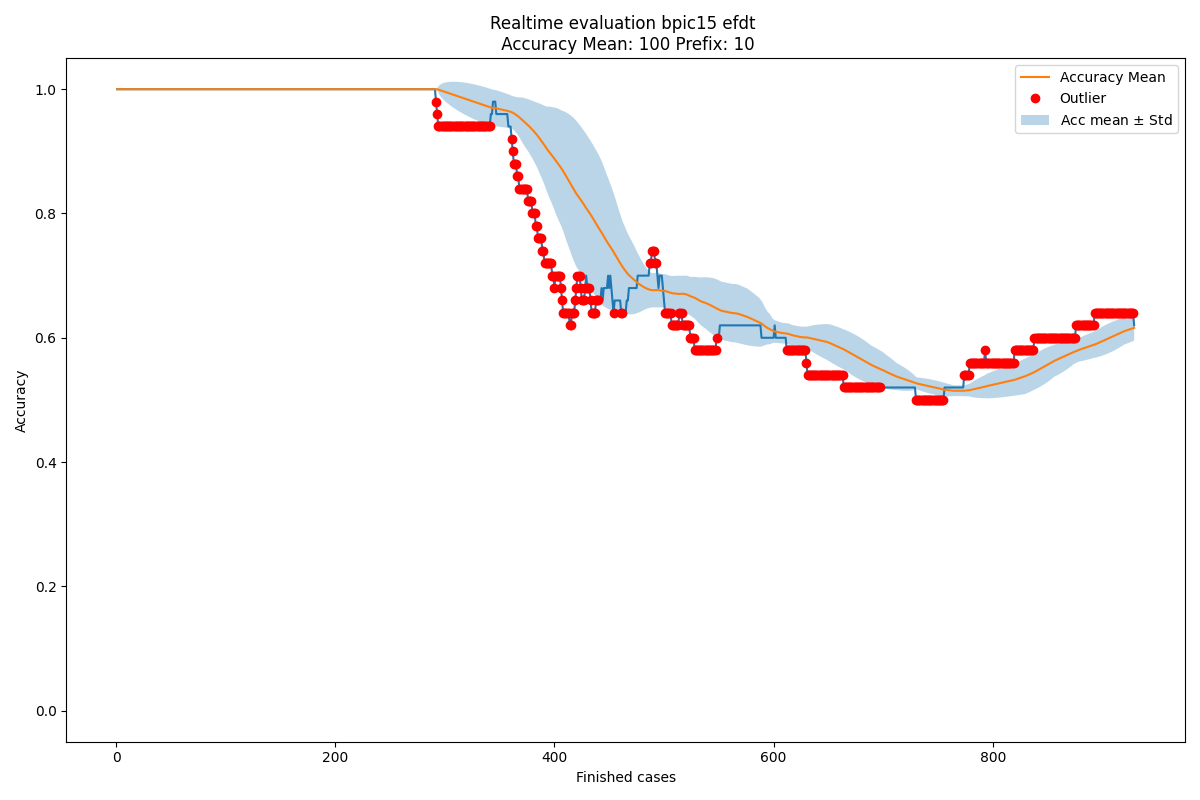 Realtime evaluation bpic15 efdt
Accuracy Mean: 100 Prefix: 10
Accuracy Mean
Outlier
Acc mean ± Std
1.0
0.8
0.6
0.4
0.2
0.0
Accuracy
0
200
400
600
800
Finished cases